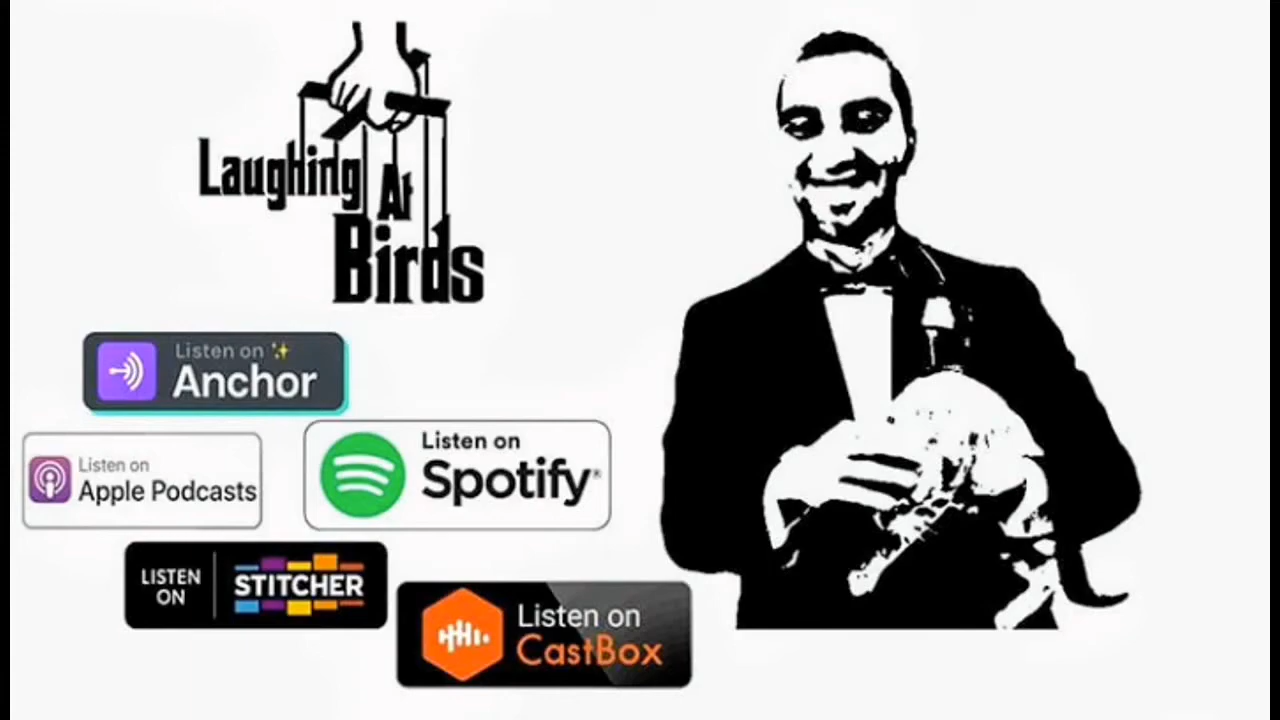 Laughing
At
Birds
Listen on ✨
Anchor
Listen on
Apple Podcasts
Listen on
Spotify®
LISTEN
ON
STITCHER
Listen on
CastBox